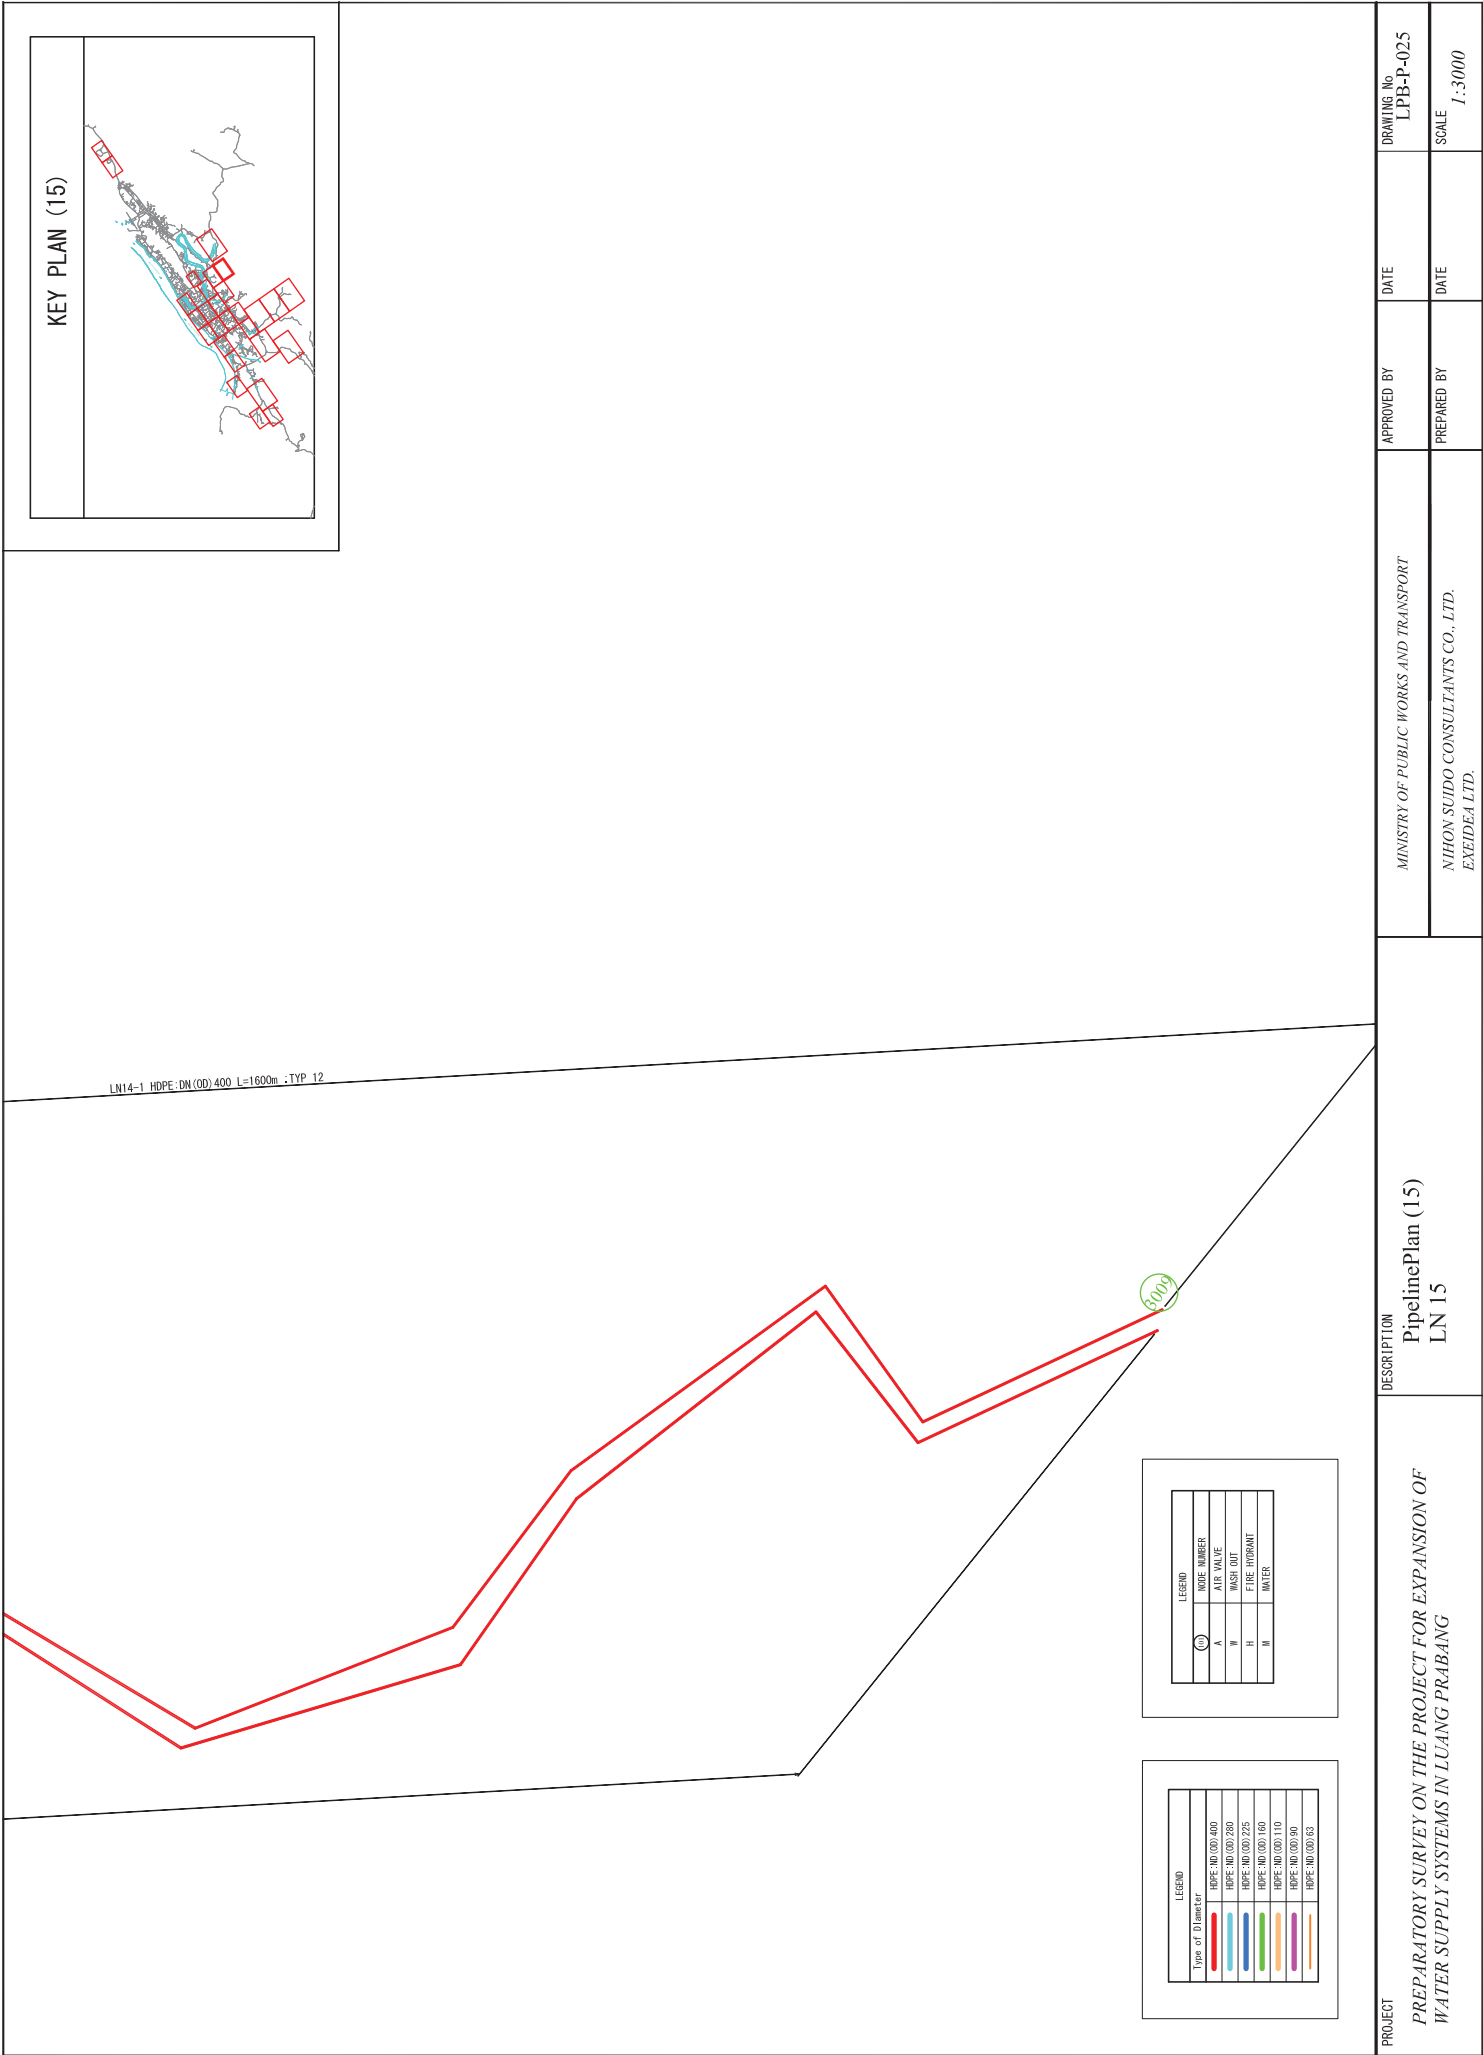 KEY PLAN (15)
LN14-1 HDPE:DN(OD)400 L=1600m :TYP 12
3009
LEGEND
Type of Diameter
HDPE:ND(OD)400
HDPE:ND(OD)280
HDPE:ND(OD)225
HDPE:ND(OD)160
HDPE:ND(OD)110
HDPE:ND(OD)90
HDPE:ND(OD)63
LEGEND
101 NODE NUMBER
A AIR VALVE
W WASH OUT
H FIRE HYDRANT
M MATER
PROJECT
PREPARATORY SURVEY ON THE PROJECT FOR EXPANSION OF
WATER SUPPLY SYSTEMS IN LUANG PRABANG
DESCRIPTION
PipelinePlan (15)
LN 15
MINISTRY OF PUBLIC WORKS AND TRANSPORT
NIHON SUIDO CONSULTANTS CO., LTD.
EXEIDEA LTD.
APPROVED BY
PREPARED BY
DATE
DATE
DRAWING No
LPB-P-025
SCALE
1:3000